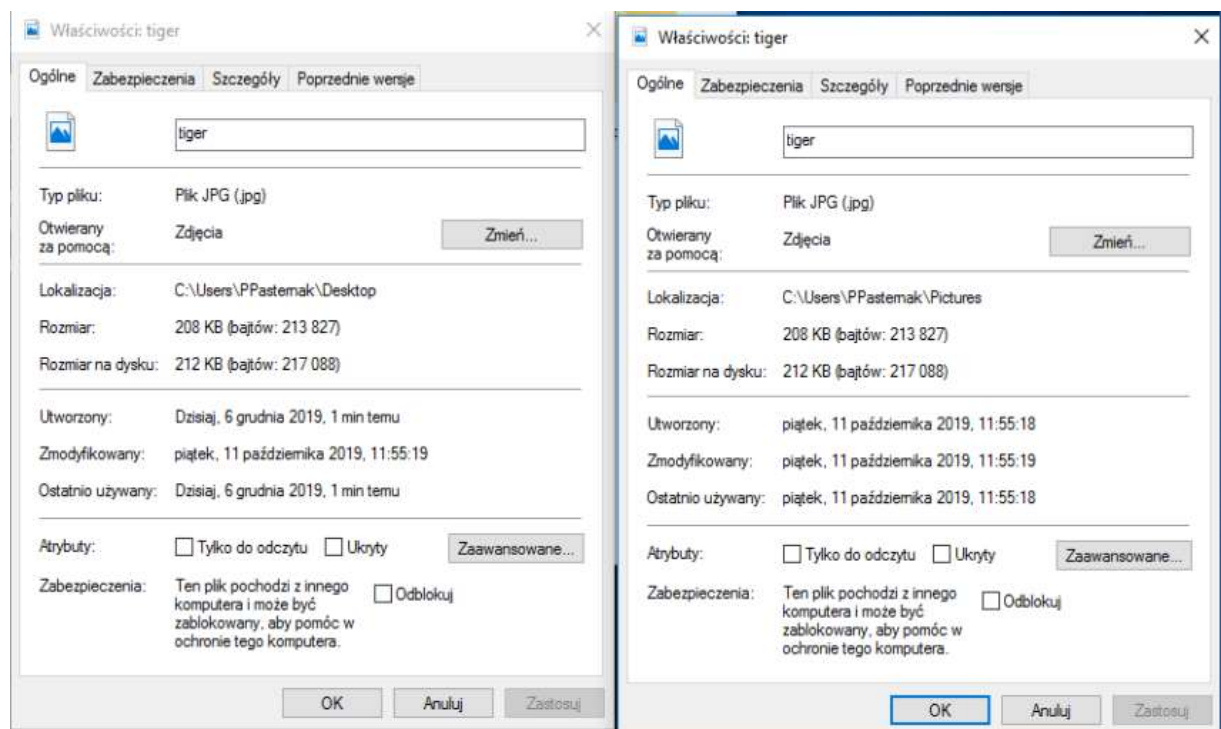 Właściwości: tiger
Ogólne Zabezpieczenia Szczegóły Poprzednie wersje
tiger
Typ pliku: Plik JPG (.jpg)
Otwierany
za pomocą: Zdjęcia Zmień...
Lokalizacja: C:\Users\PPasternak\Desktop
Rozmiar: 208 KB (bajtów: 213 827)
Rozmiar na dysku: 212 KB (bajtów: 217 088)
Utworzony: Dzisiaj, 6 grudnia 2019, 1 min temu
Zmodyfikowany: piątek, 11 października 2019, 11:55:19
Ostatnio używany: Dzisiaj, 6 grudnia 2019, 1 min temu
Atrybuty: Tylko do odczytu Ukryty Zaawansowane...
Zabezpieczenia: Ten plik pochodzi z innego
komputera i może być
zablokowany, aby pomóc w
ochronie tego komputera.
Odblokuj
OK Anuluj Zastosuj
Właściwości: tiger
Ogólne Zabezpieczenia Szczegóły Poprzednie wersje
tiger
Typ pliku: Plik JPG (.jpg)
Otwierany
za pomocą: Zdjęcia Zmień...
Lokalizacja: C:\Users\PPasternak\Pictures
Rozmiar: 208 KB (bajtów: 213 827)
Rozmiar na dysku: 212 KB (bajtów: 217 088)
Utworzony: piątek, 11 października 2019, 11:55:18
Zmodyfikowany: piątek, 11 października 2019, 11:55:19
Ostatnio używany: piątek, 11 października 2019, 11:55:18
Atrybuty: Tylko do odczytu Ukryty Zaawansowane...
Zabezpieczenia: Ten plik pochodzi z innego
komputera i może być
zablokowany, aby pomóc w
ochronie tego komputera.
Odblokuj
OK Anuluj Zastosuj